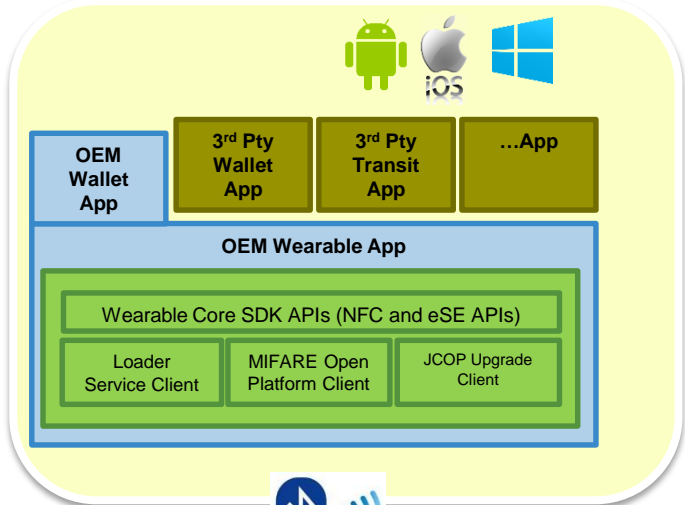 iOS
OEM
Wallet
App
3rd Pty
Wallet
App
3rd Pty
Transit
App
…App
OEM Wearable App
Wearable Core SDK APIs (NFC and eSE APIs)
Loader
Service Client
MIFARE Open
Platform Client
JCOP Upgrade
Client